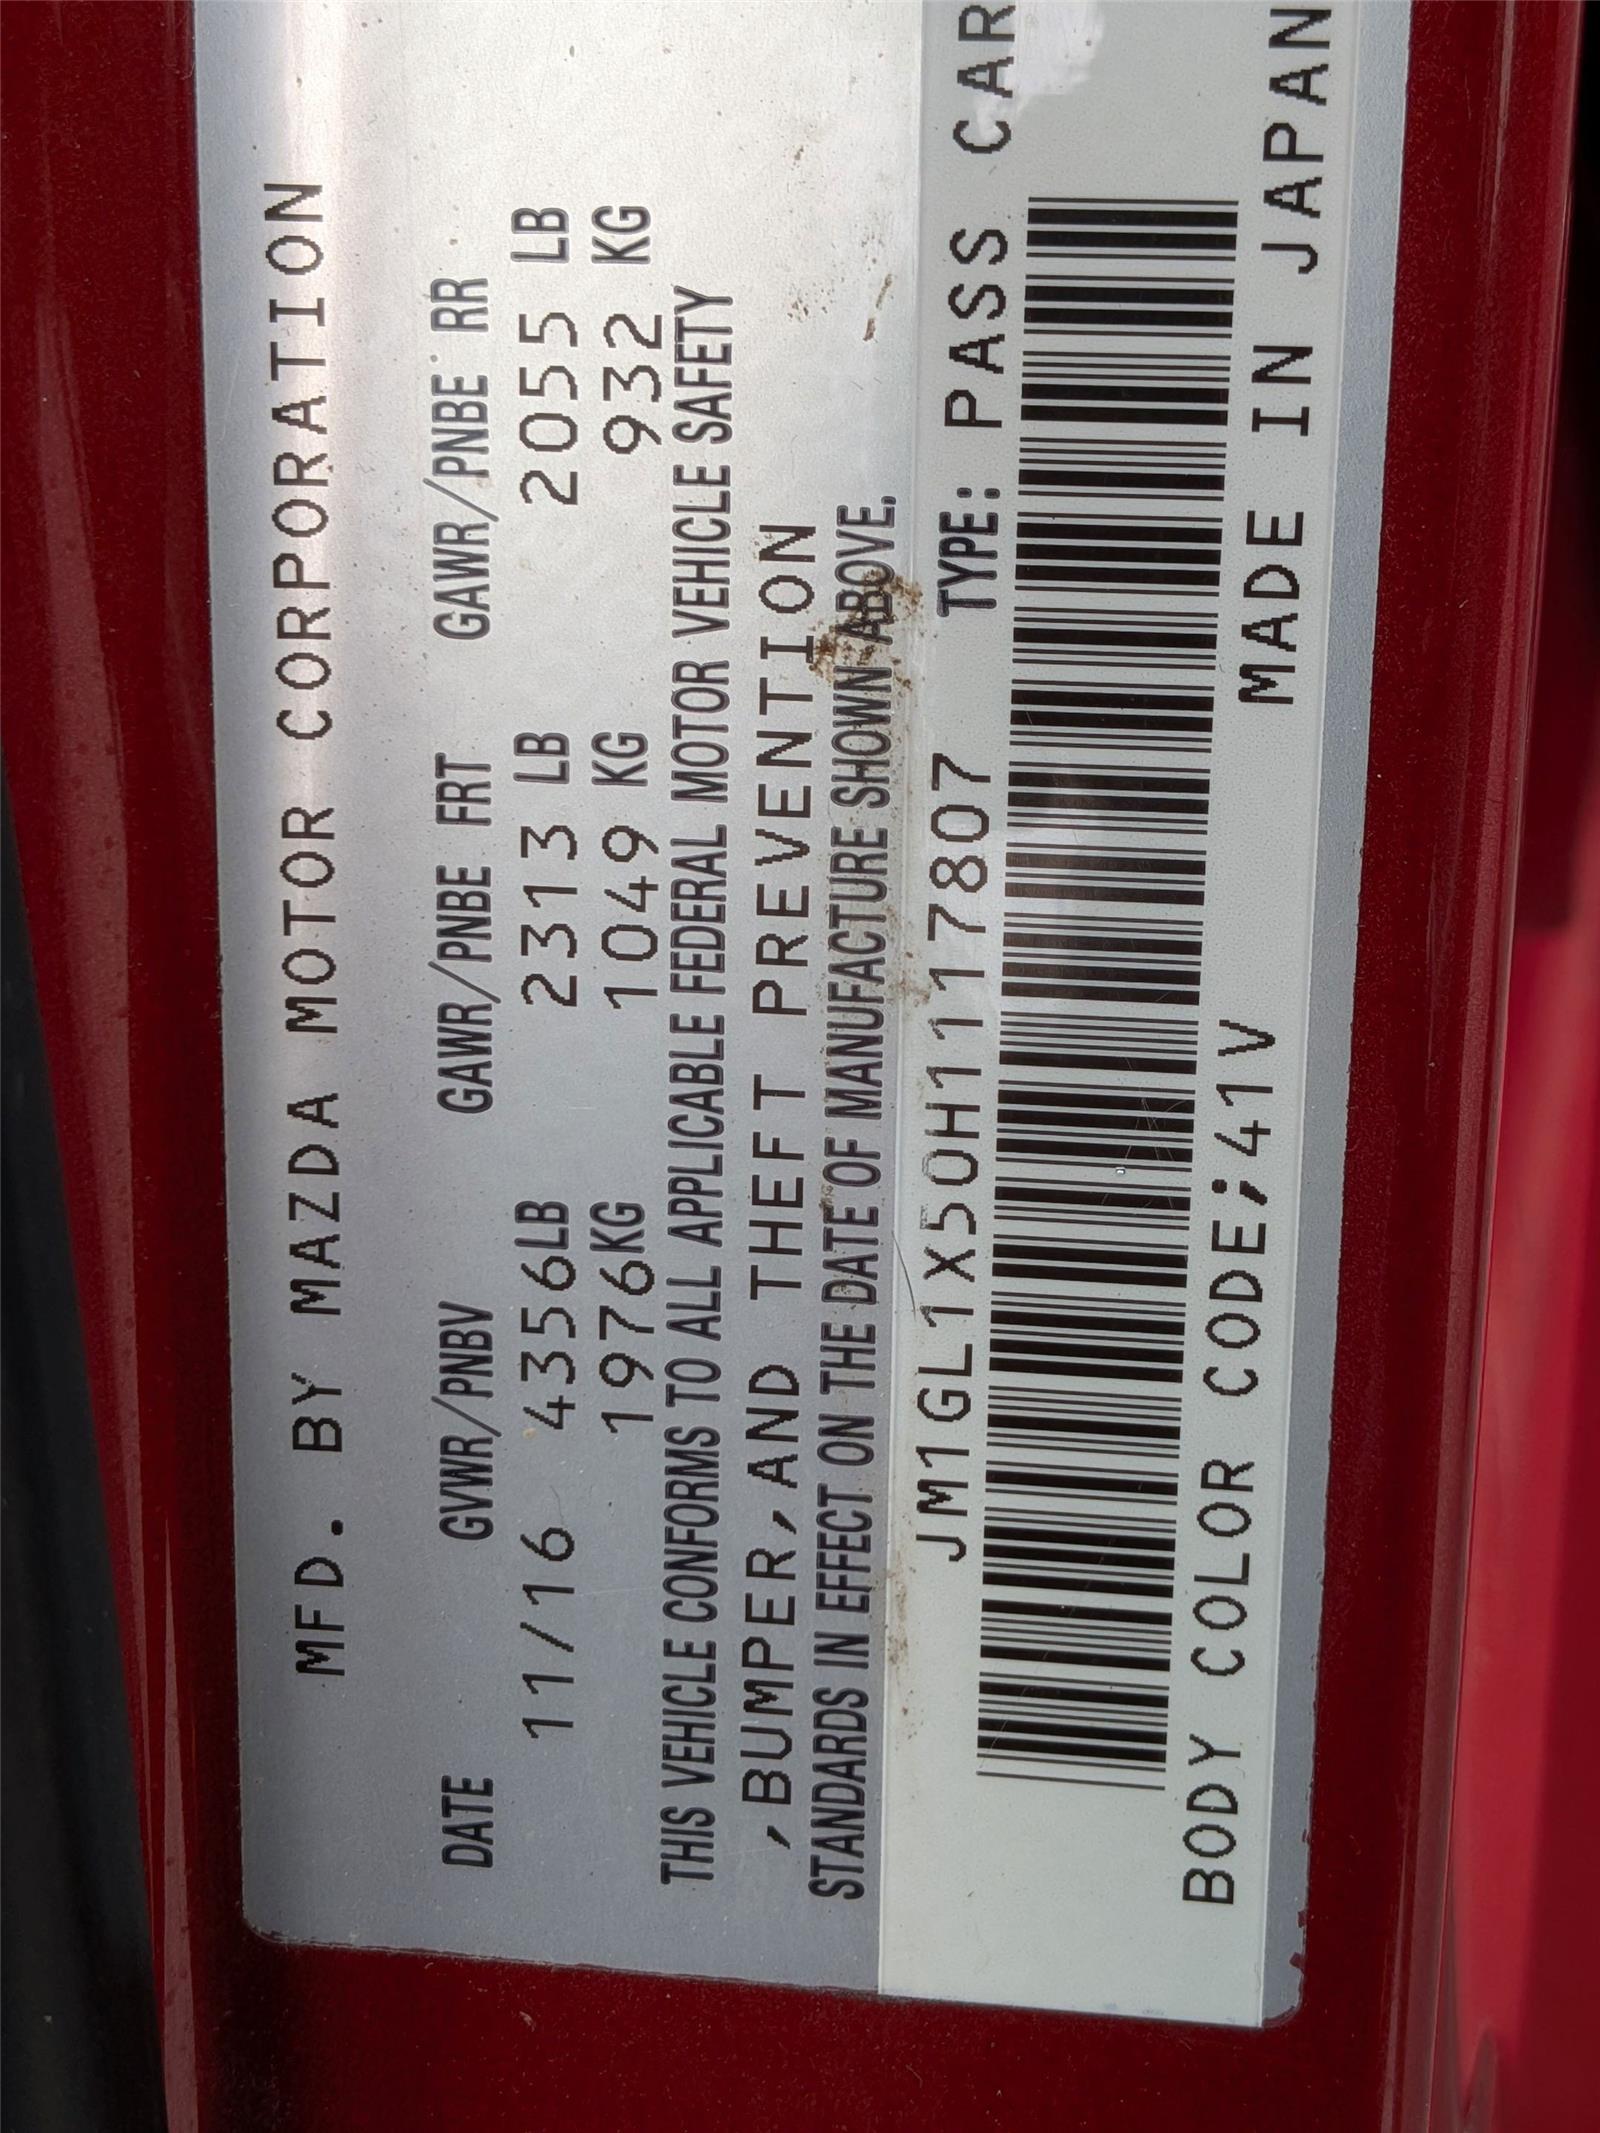 MFD. BY MAZDA MOTOR CORPORATION
DATE GVWR/PNBV GAWR/PNBE FRT GAWR/PNBE RR
11/16 4356LB 2313 LB 2055 LB
1976KG 1049 KG 932 KG
THIS VEHICLE CONFORMS TO ALL APPLICABLE FEDERAL MOTOR VEHICLE SAFETY
,BUMPER,AND THEFT PREVENTION
STANDARDS IN EFFECT ON THE DATE OF MANUFACTURE SHOWN ABOVE.
JM1GL1X50H1117807 TYPE: PASS CAR
BODY COLOR CODE;41V MADE IN JAPAN